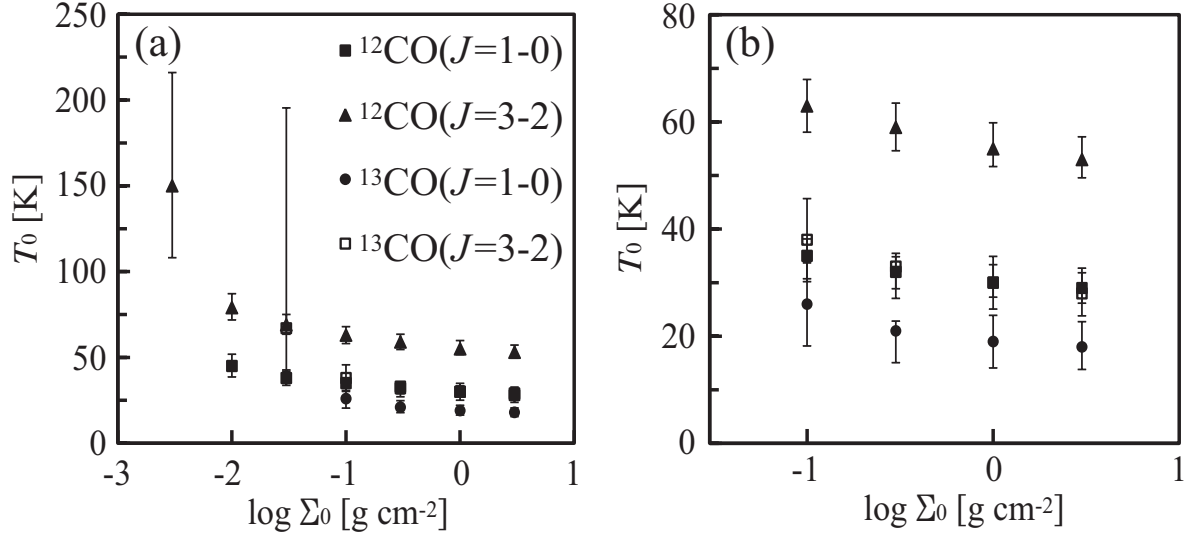 (a)
250
200
150
100
50
0
T₀ [K]
¹²CO(J=1-0)
¹²CO(J=3-2)
¹³CO(J=1-0)
¹³CO(J=3-2)
-3 -2 -1 0 1
log Σ₀ [g cm⁻²]
(b)
80
60
40
20
0
T₀ [K]
-1 0 1
log Σ₀ [g cm⁻²]